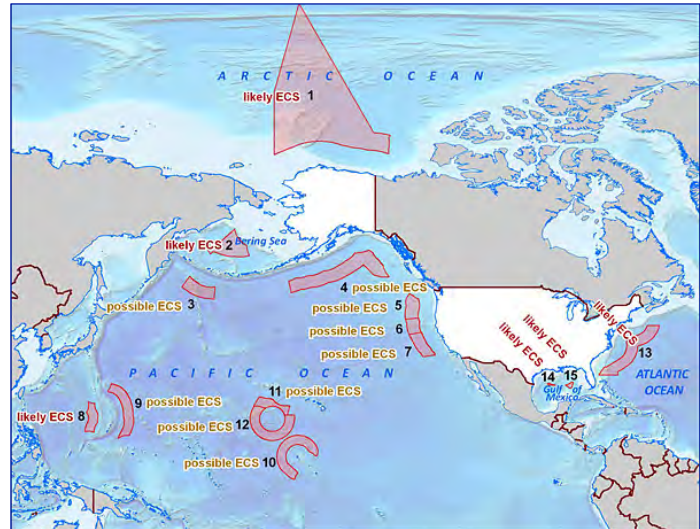 ARCTIC OCEAN
likely ECS 1
likely ECS 2 Bering Sea
possible ECS 3
4 possible ECS
possible ECS 5
possible ECS 6
possible ECS 7
likely ECS
likely ECS
likely ECS
13
PACIFIC OCEAN
ATLANTIC
OCEAN
14 15
Gulf of
Mexico
11 possible ECS
9 possible ECS
likely ECS 8
possible ECS 12
possible ECS 10